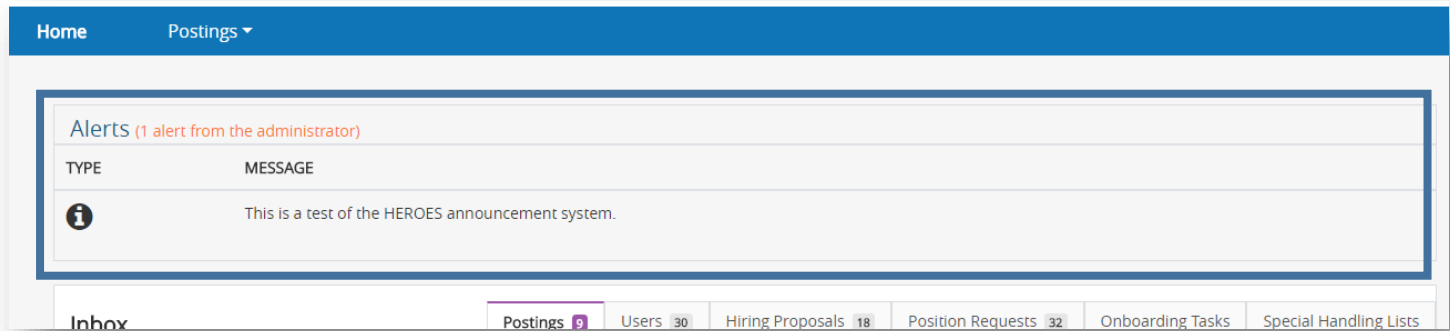 Home Postings
Alerts (1 alert from the administrator)
TYPE MESSAGE
This is a test of the HEROES announcement system.
Inbox Postings 9 Users 30 Hiring Proposals 18 Position Requests 32 Onboarding Tasks Special Handling Lists